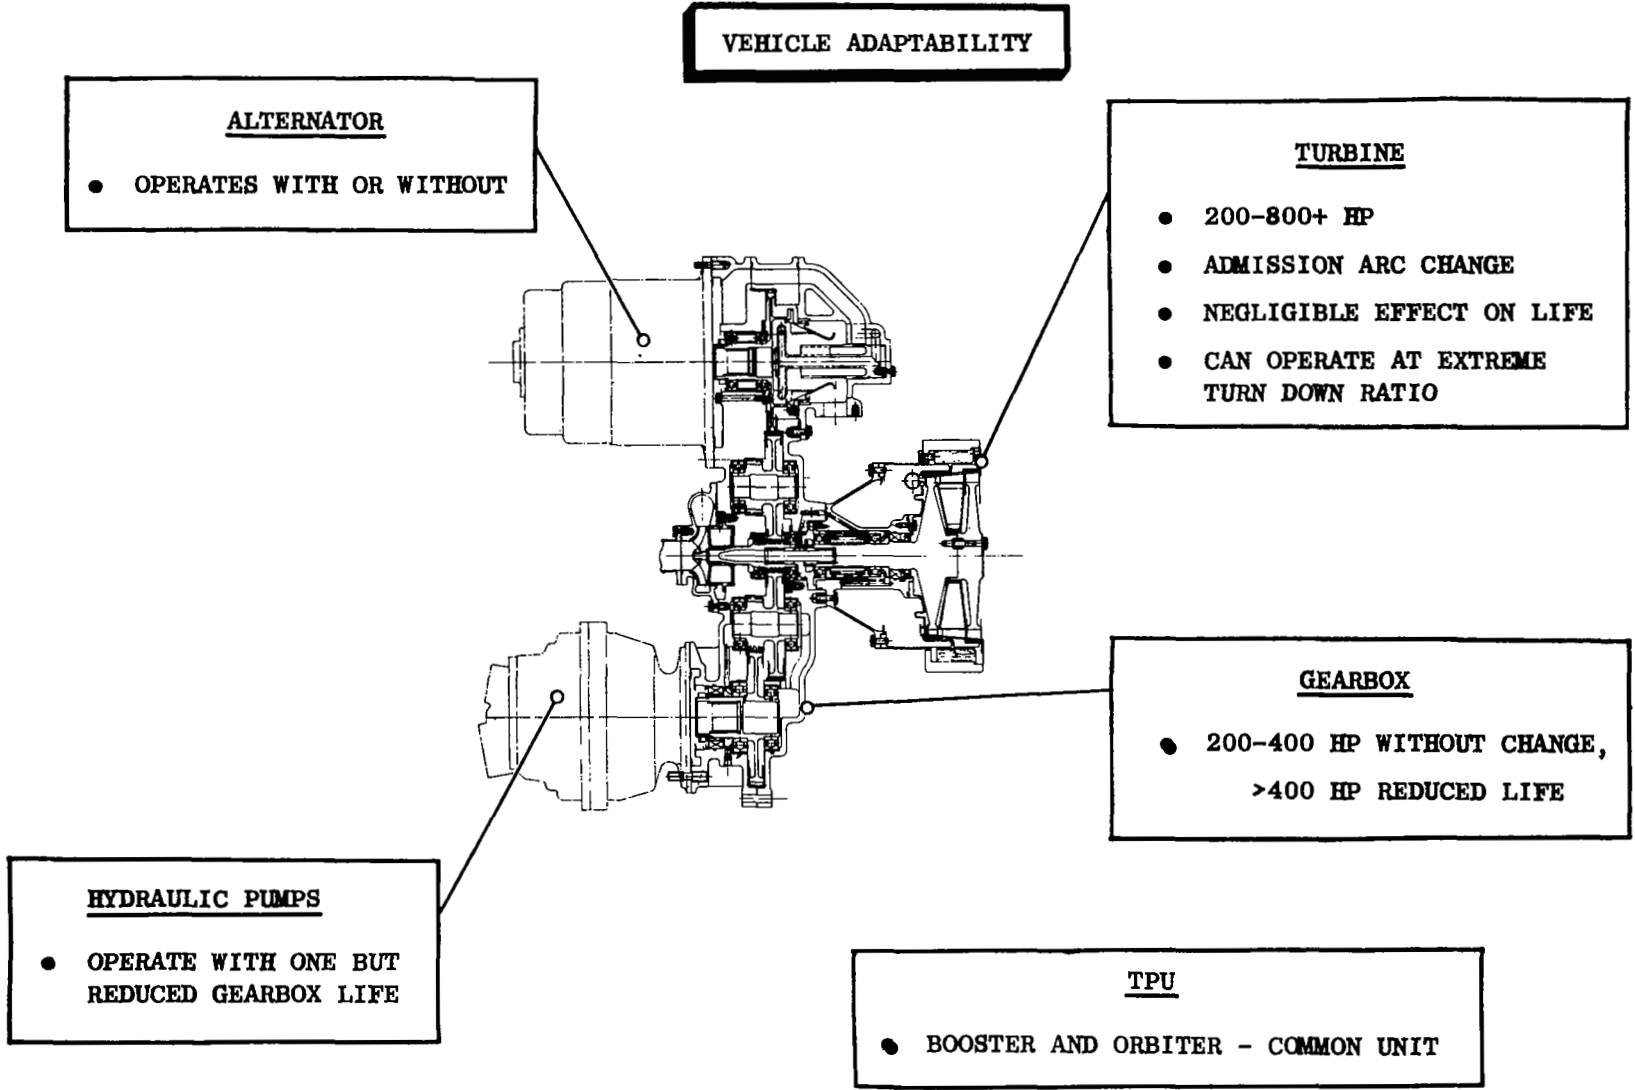 VEHICLE ADAPTABILITY
ALTERNATOR
● OPERATES WITH OR WITHOUT
TURBINE
● 200-800+ HP
● ADMISSION ARC CHANGE
● NEGLIGIBLE EFFECT ON LIFE
● CAN OPERATE AT EXTREME
TURN DOWN RATIO
GEARBOX
● 200-400 HP WITHOUT CHANGE,
>400 HP REDUCED LIFE
HYDRAULIC PUMPS
● OPERATE WITH ONE BUT
REDUCED GEARBOX LIFE
TPU
● BOOSTER AND ORBITER - COMMON UNIT